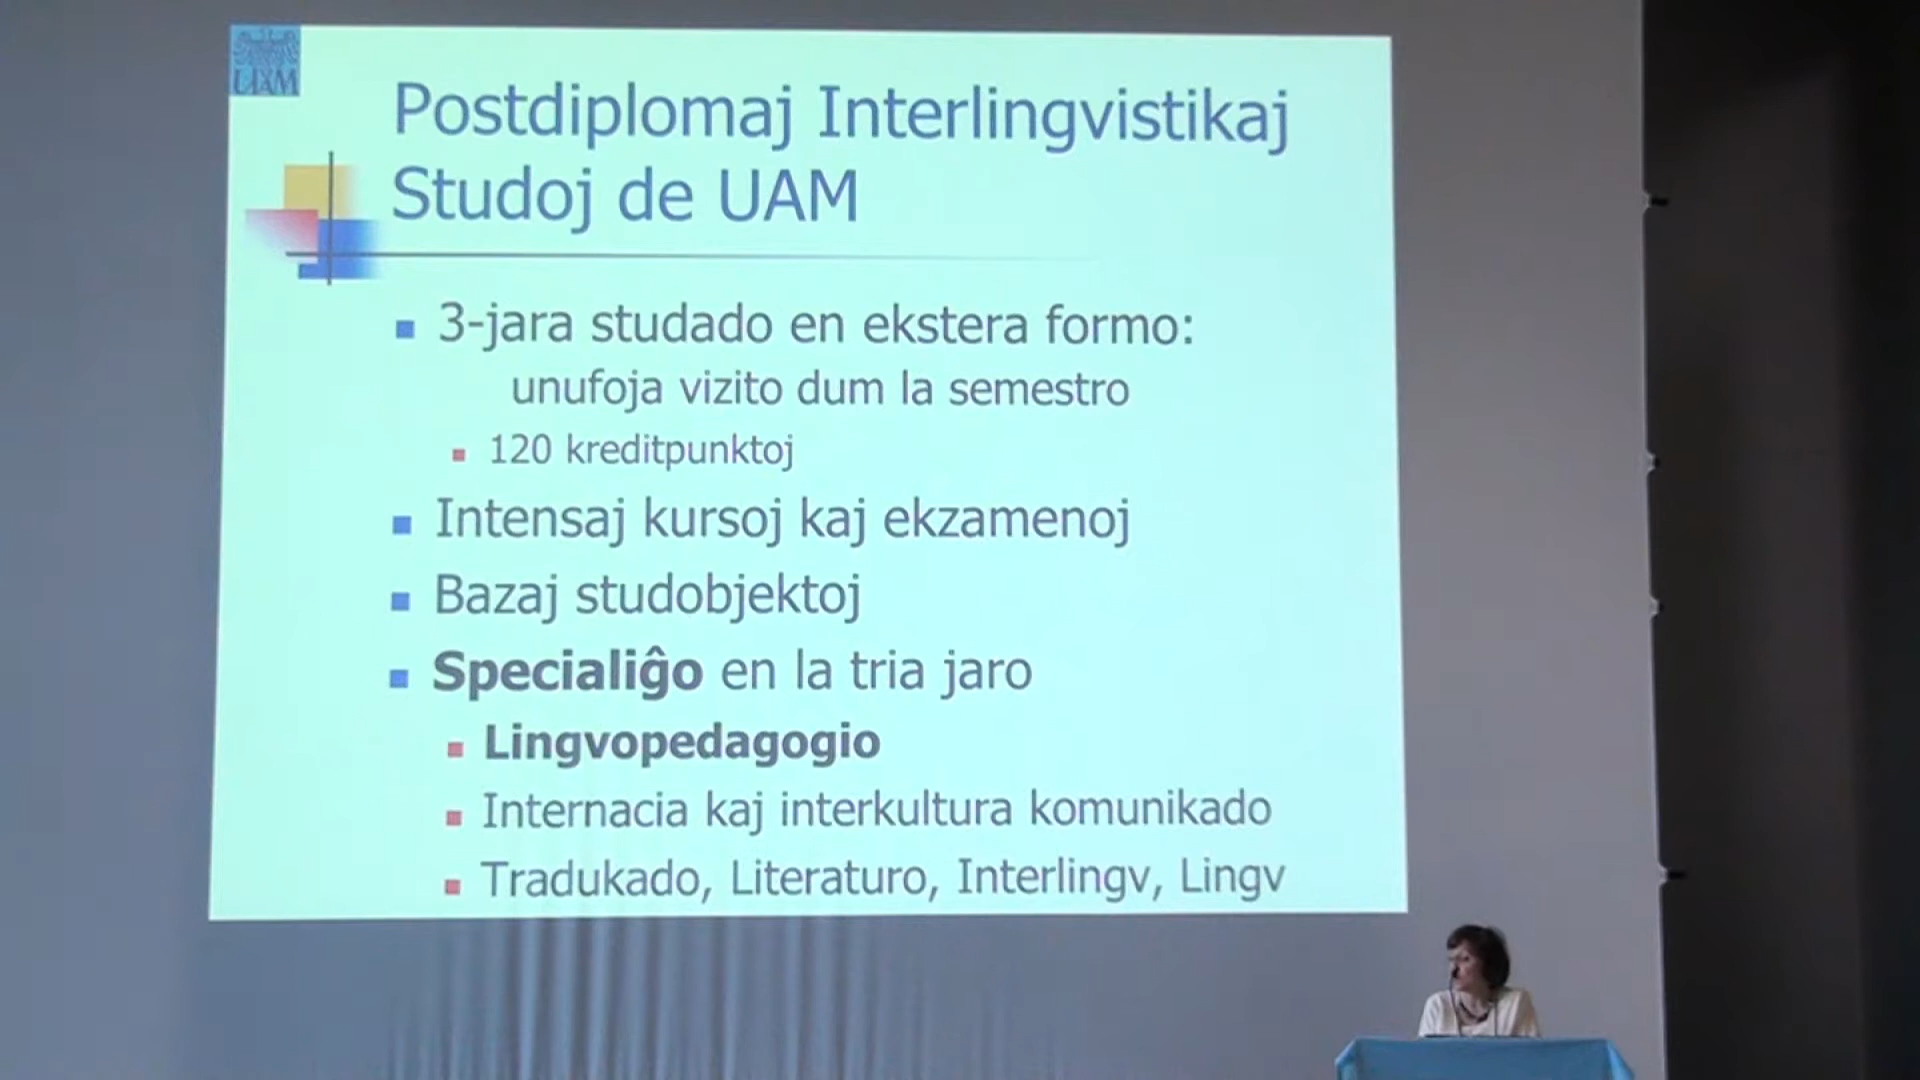 UAM
Postdiplomaj Interlingvistikaj
Studoj de UAM
3-jara studado en ekstera formo:
unufoja vizito dum la semestro
120 kreditpunktoj
Intensaj kursoj kaj ekzamenoj
Bazaj studobjektoj
Specialiĝo en la tria jaro
Lingvopedagogio
Internacia kaj interkultura komunikado
Tradukado, Literaturo, Interlingv, Lingv